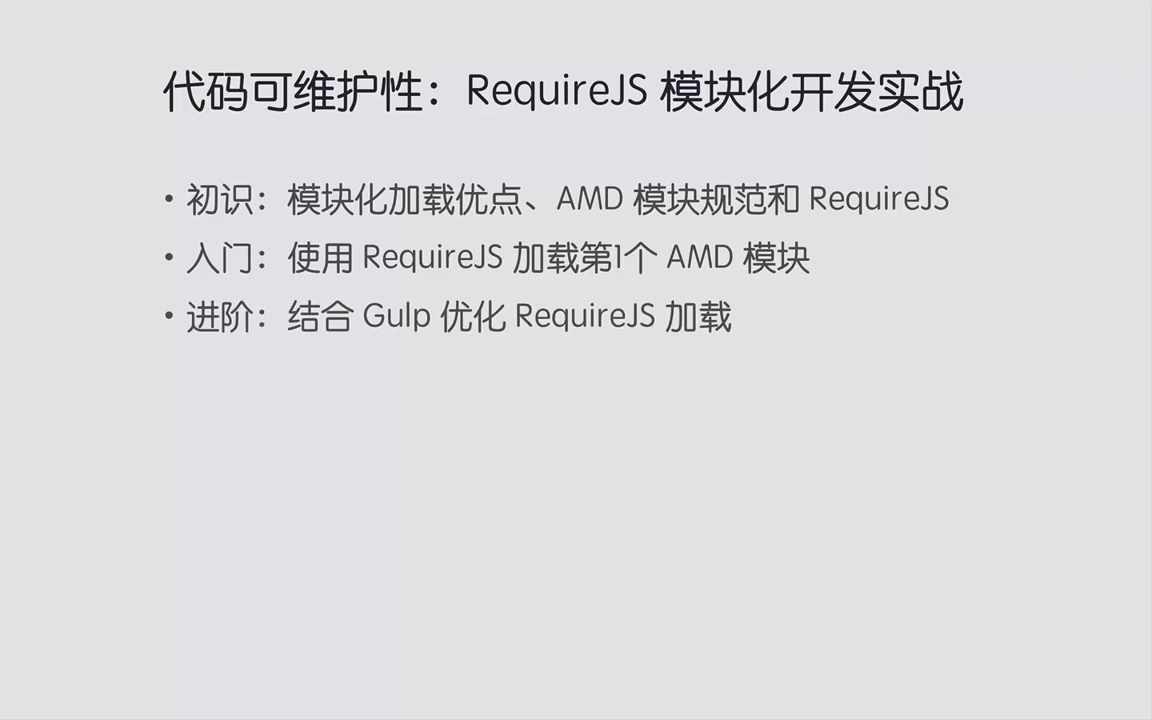 代码可维护性：RequireJS 模块化开发实战
• 初识：模块化加载优点、AMD 模块规范和 RequireJS
• 入门：使用 RequireJS 加载第1个 AMD 模块
• 进阶：结合 Gulp 优化 RequireJS 加载